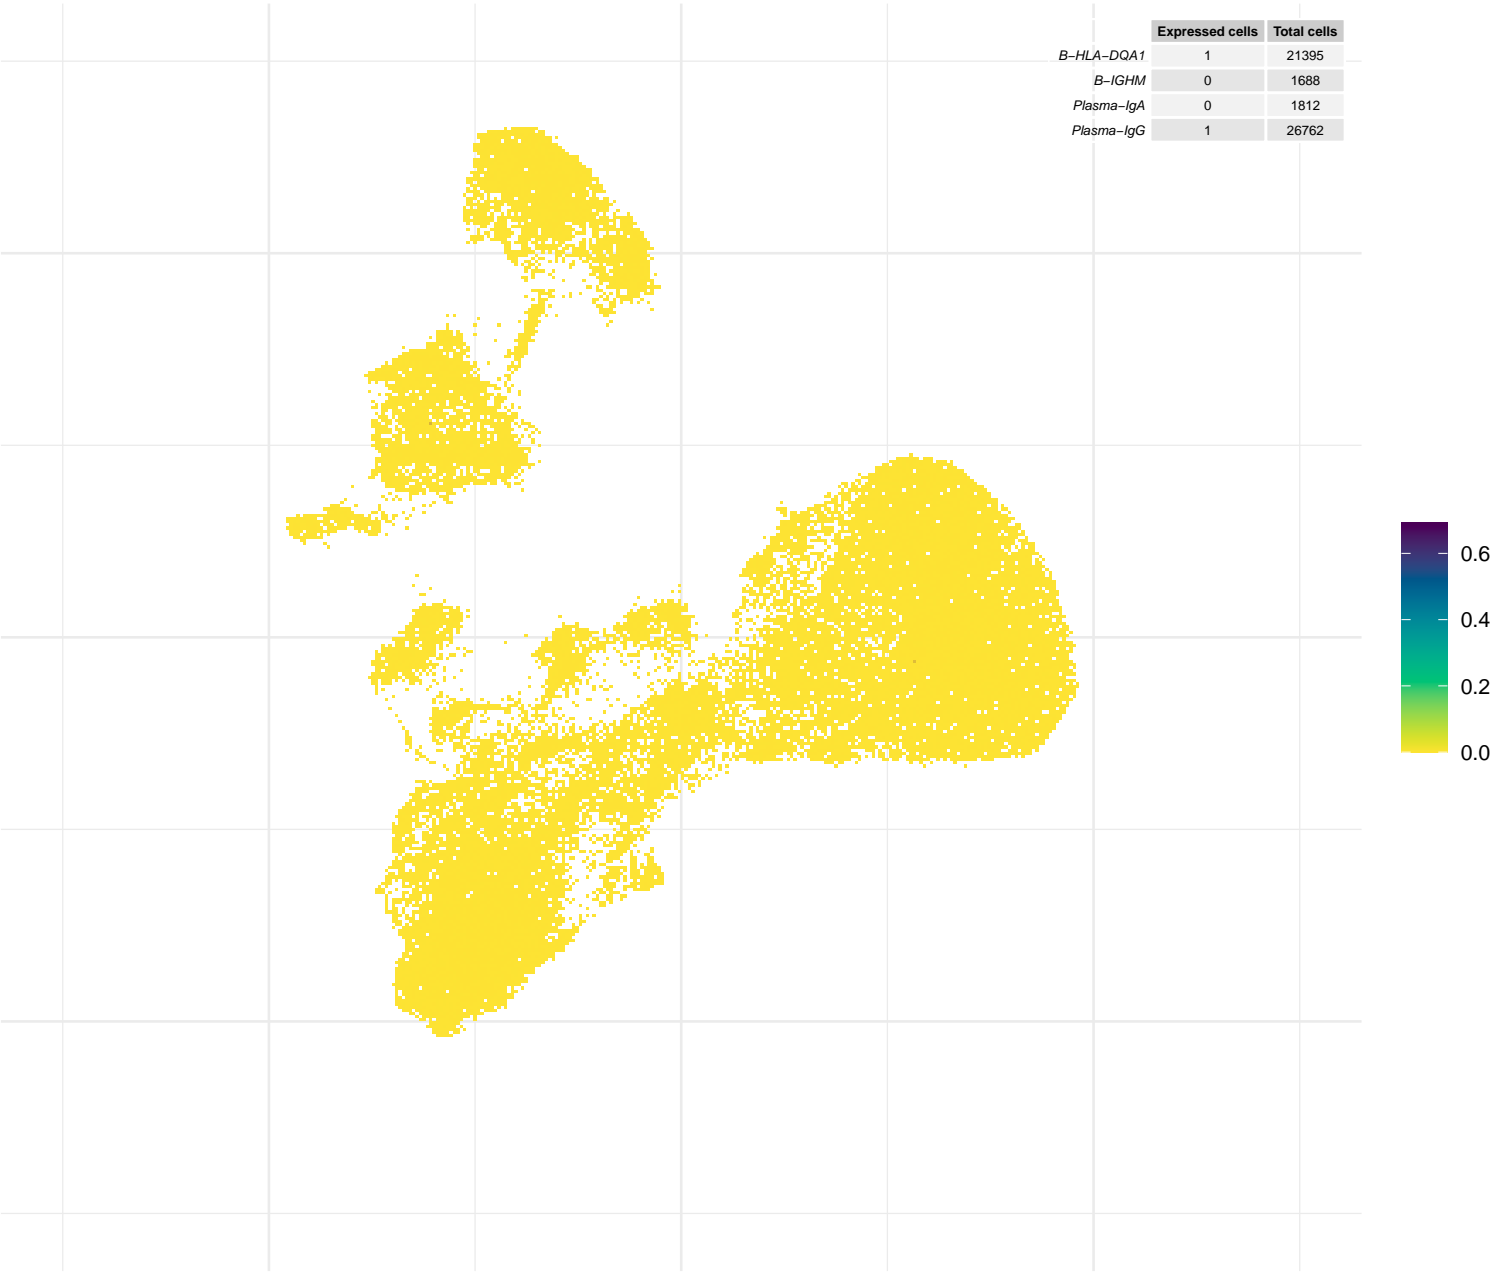 Expressed cells Total cells
B−HLA−DQA1 1 21395
B−IGHM 0 1688
Plasma−IgA 0 1812
Plasma−IgG 1 26762
0.6
0.4
0.2
0.0